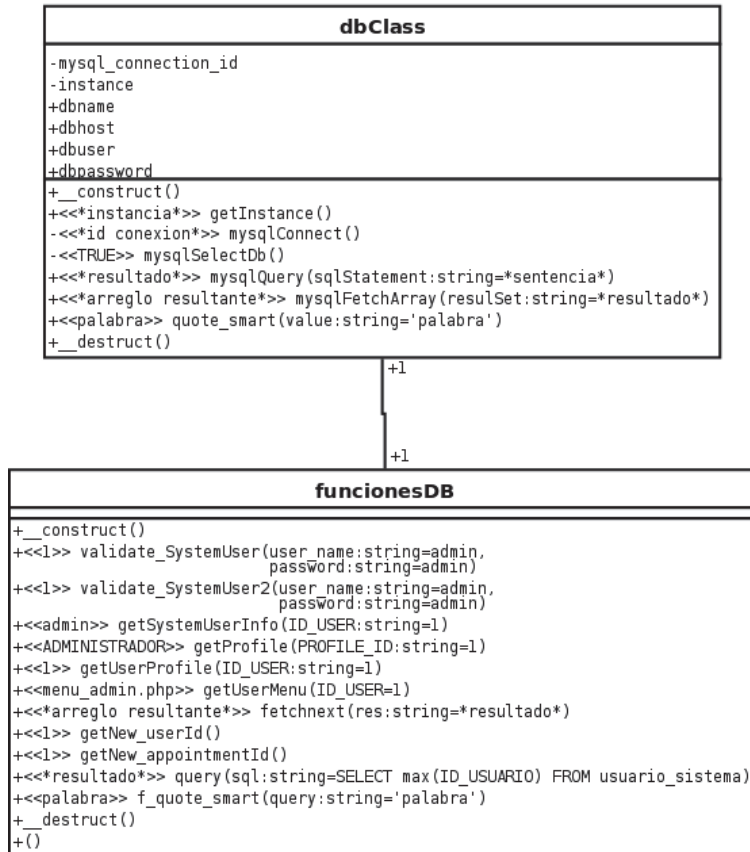 dbClass
-mysql_connection_id
-instance
+dbname
+dbhost
+dbuser
+dbpassword
+__construct()
+<<*instancia*>> getInstance()
-<<*id conexion*>> mysqlConnect()
-<<TRUE>> mysqlSelectDb()
+<<*resultado*>> mysqlQuery(sqlStatement:string=*sentencia*)
+<<*arreglo resultante*>> mysqlFetchArray(resulSet:string=*resultado*)
+<<palabra>> quote_smart(value:string='palabra')
+__destruct()
+1
+1
funcionesDB
+__construct()
+<<1>> validate_SystemUser(user_name:string=admin,
password:string=admin)
+<<1>> validate_SystemUser2(user_name:string=admin,
password:string=admin)
+<<admin>> getSystemUserInfo(ID_USER:string=1)
+<<ADMINISTRADOR>> getProfile(PROFILE_ID:string=1)
+<<1>> getUserProfile(ID_USER:string=1)
+<<menu_admin.php>> getUserMenu(ID_USER=1)
+<<*arreglo resultante*>> fetchnext(res:string=*resultado*)
+<<1>> getNew_userId()
+<<1>> getNew_appointmentId()
+<<*resultado*>> query(sql:string=SELECT max(ID_USUARIO) FROM usuario_sistema)
+<<palabra>> f_quote_smart(query:string='palabra')
+__destruct()
+()